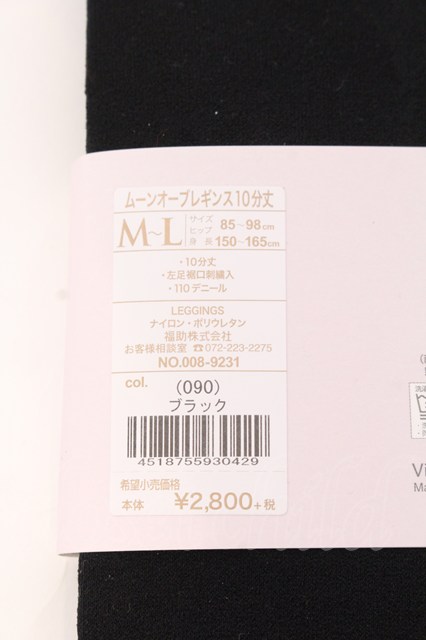 ムーンオーブレギンス10分丈
M~L
サイズ
ヒップ 85~98cm
身長 150~165cm
・10分丈
・左足裾口刺繍入
・110デニール
LEGGINGS
ナイロン・ポリウレタン
福助株式会社
お客様相談室 ☎072-223-2275
NO.008-9231
col. (090)
ブラック
4518755930429
希望小売価格
本体 ¥2,800+税
Vi
Ma